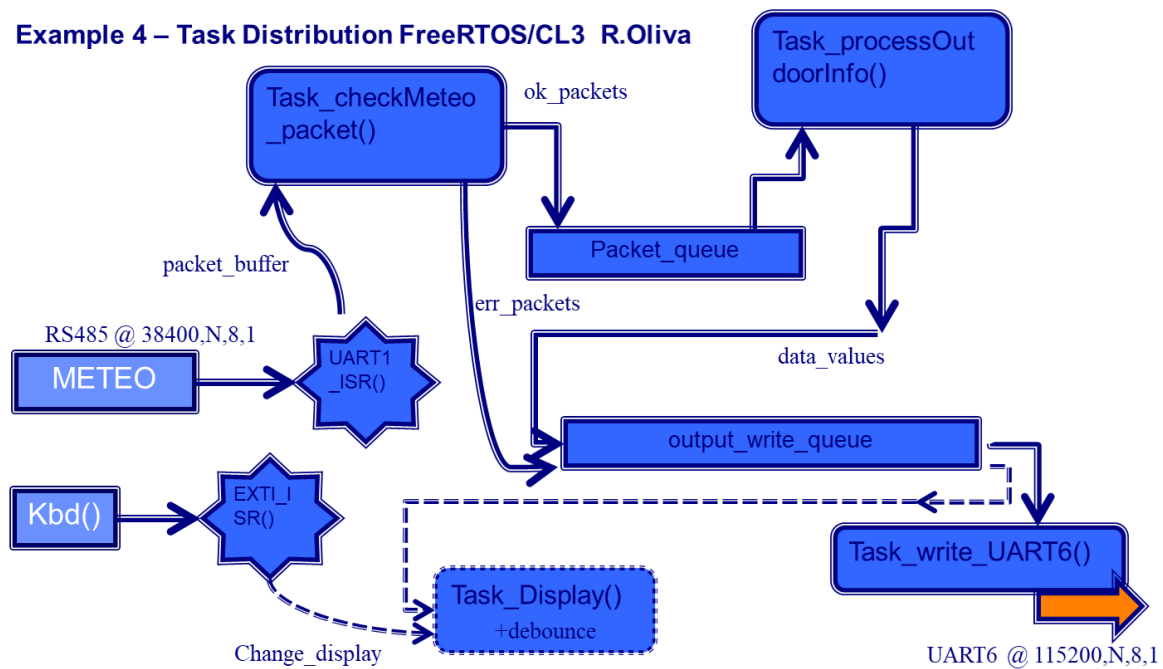 Example 4 – Task Distribution FreeRTOS/CL3  R.Oliva
Task_processOut
doorInfo()
Task_checkMeteo
_packet()
ok_packets
Packet_queue
packet_buffer
err_packets
RS485 @ 38400,N,8,1
METEO
UART1
_ISR()
data_values
output_write_queue
Kbd()
EXTI_I
SR()
Task_write_UART6()
Task_Display()
+debounce
Change_display
UART6  @ 115200,N,8,1